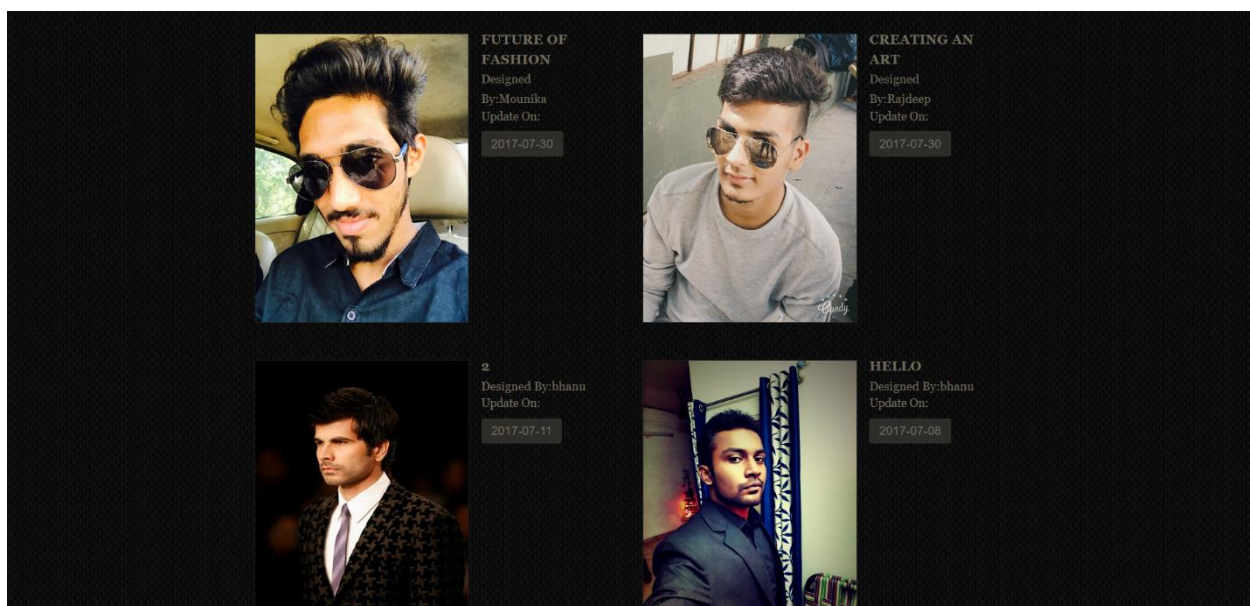 FUTURE OF
FASHION
Designed
By:Mounika
Update On:
2017-07-30
CREATING AN
ART
Designed
By:Rajdeep
Update On:
2017-07-30
Candy
2
Designed By:bhanu
Update On:
2017-07-11
HELLO
Designed By:bhanu
Update On:
2017-07-08